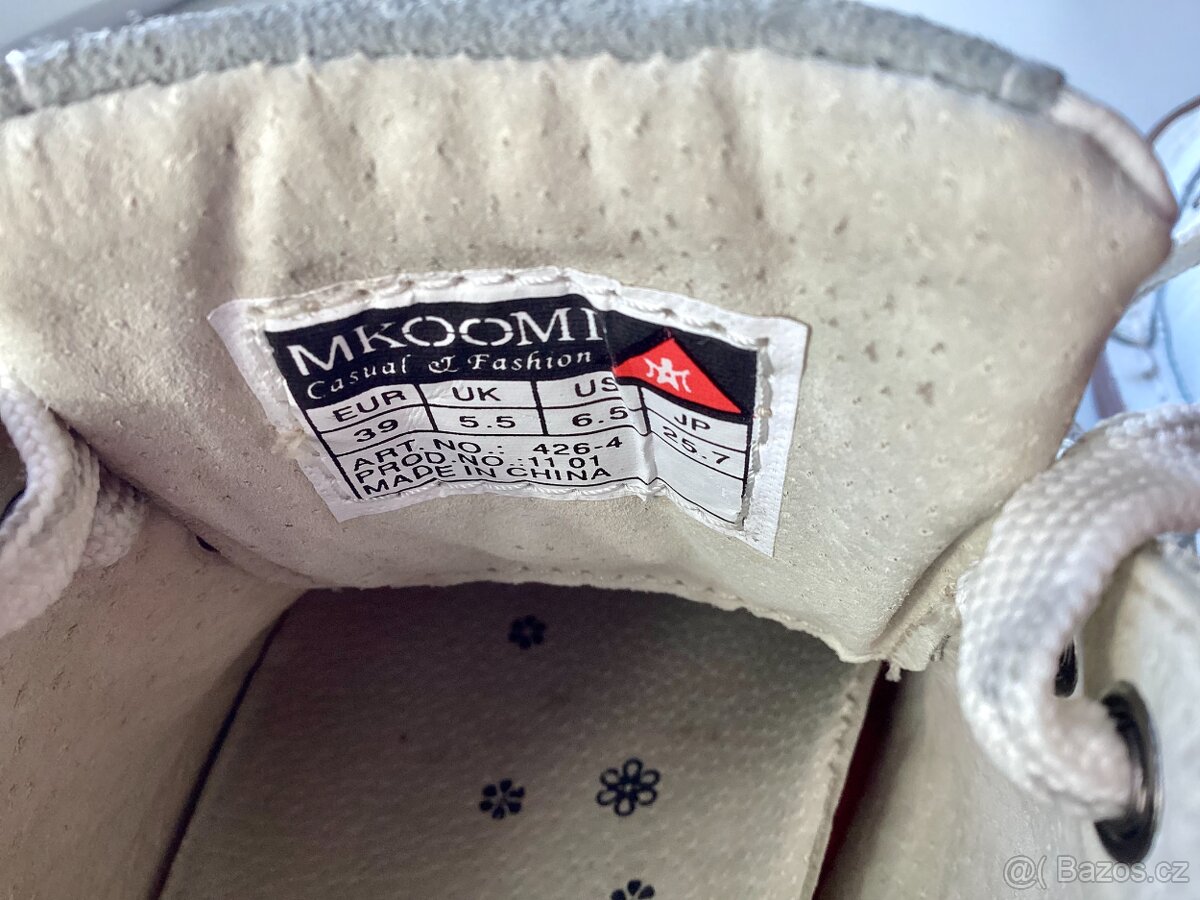 MKOOMI
Casual & Fashion
EUR UK US JP
39 5.5 6.5 25.7
ART. NO.: 426-4
PROD.NO.:11 01
MADE IN CHINA
@( Bazos.cz